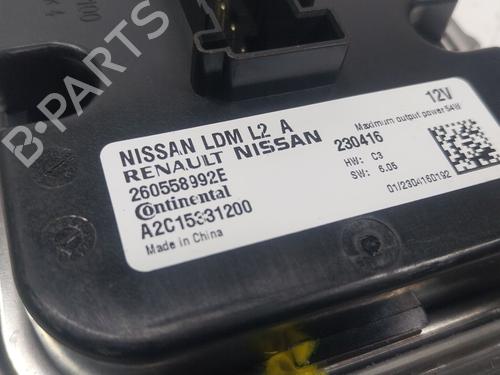 NISSAN LDM L2 A
RENAULT NISSAN
260558992E
Continental
A2C15331200
Made in China
12V
Maximum output power 54W
230416
HW: C3
SW: 6.05
01/2304160192
B-PARTS